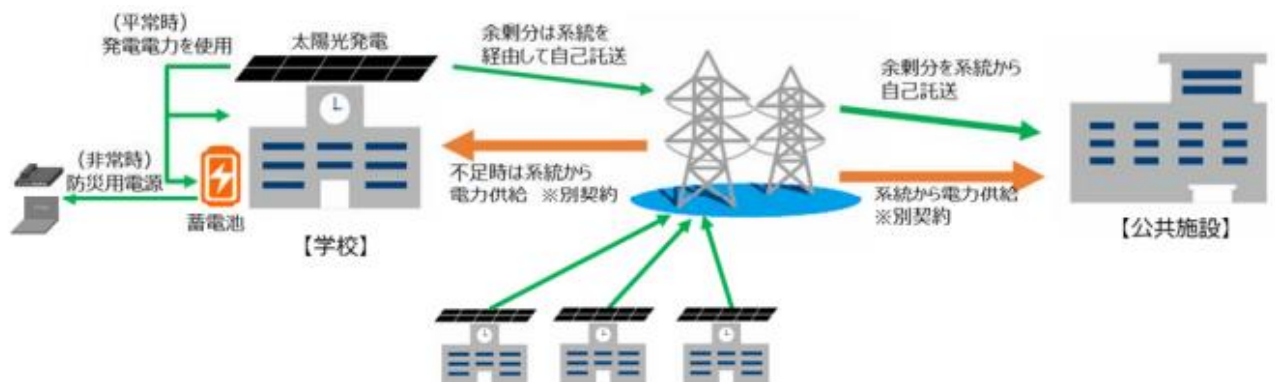 （平常時）
発電電力を使用
太陽光発電
余剰分は系統を
経由して自己託送
余剰分を系統から
自己託送
（非常時）
防災用電源
不足時は系統から
電力供給　※別契約
系統から電力供給
※別契約
蓄電池
【学校】
【公共施設】